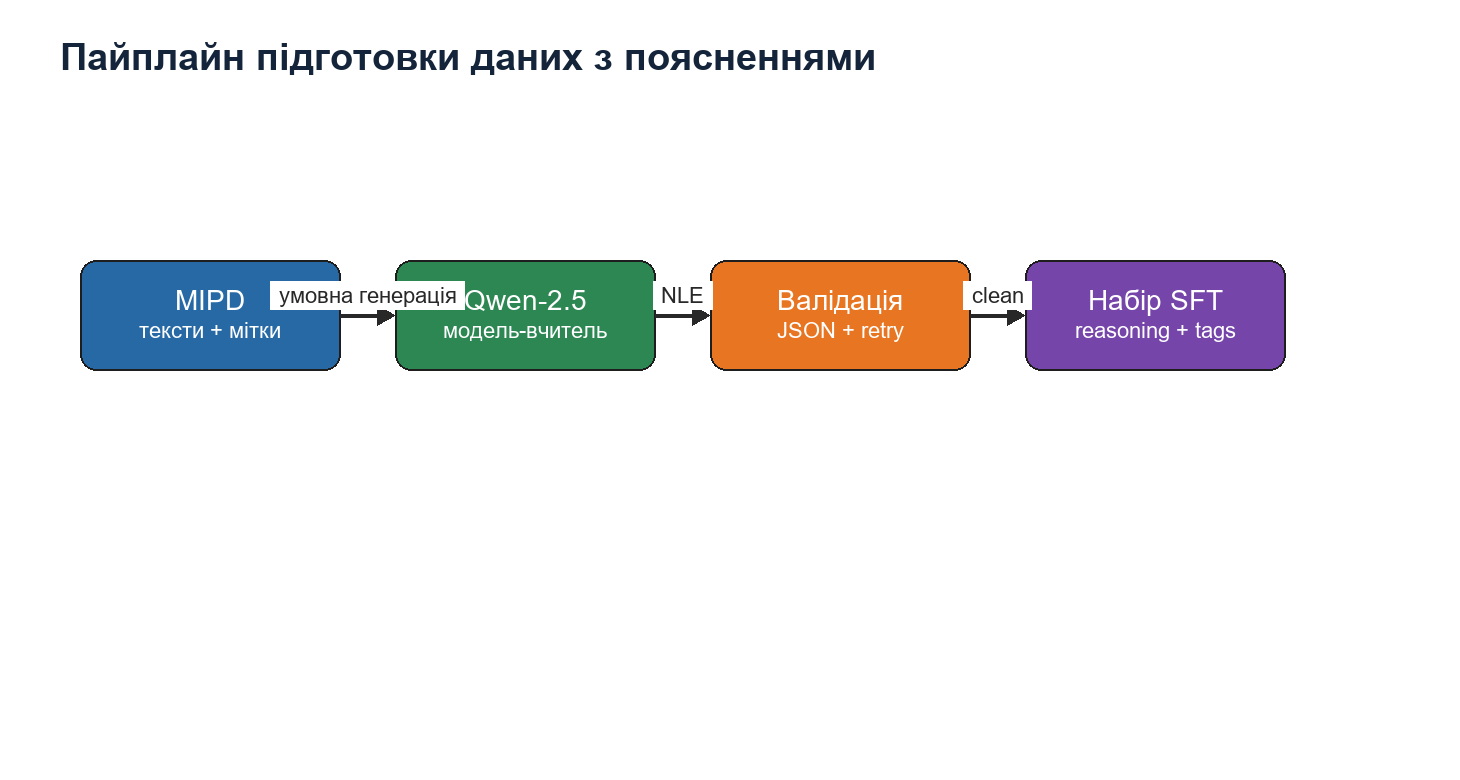 Пайплайн підготовки даних з поясненнями
MIPD
тексти + мітки
умовна генерація
Qwen-2.5
модель-вчитель
NLE
Валідація
JSON + retry
clean
Набір SFT
reasoning + tags